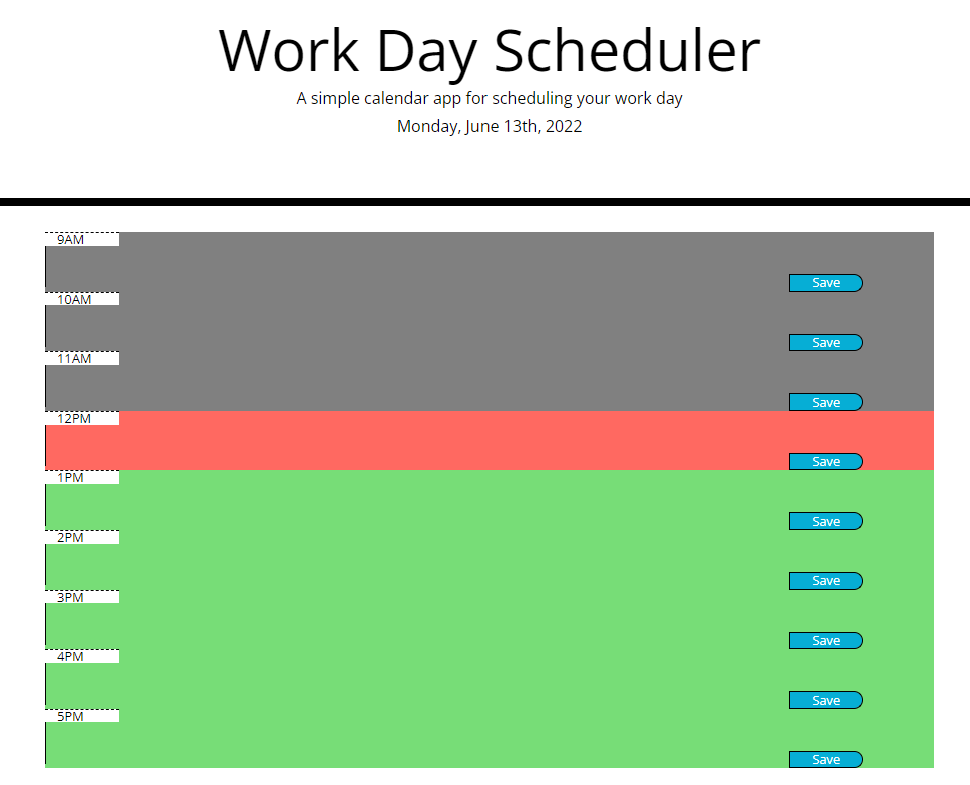 Work Day Scheduler
A simple calendar app for scheduling your work day
Monday, June 13th, 2022
9AM
Save
10AM
Save
11AM
Save
12PM
Save
1PM
Save
2PM
Save
3PM
Save
4PM
Save
5PM
Save